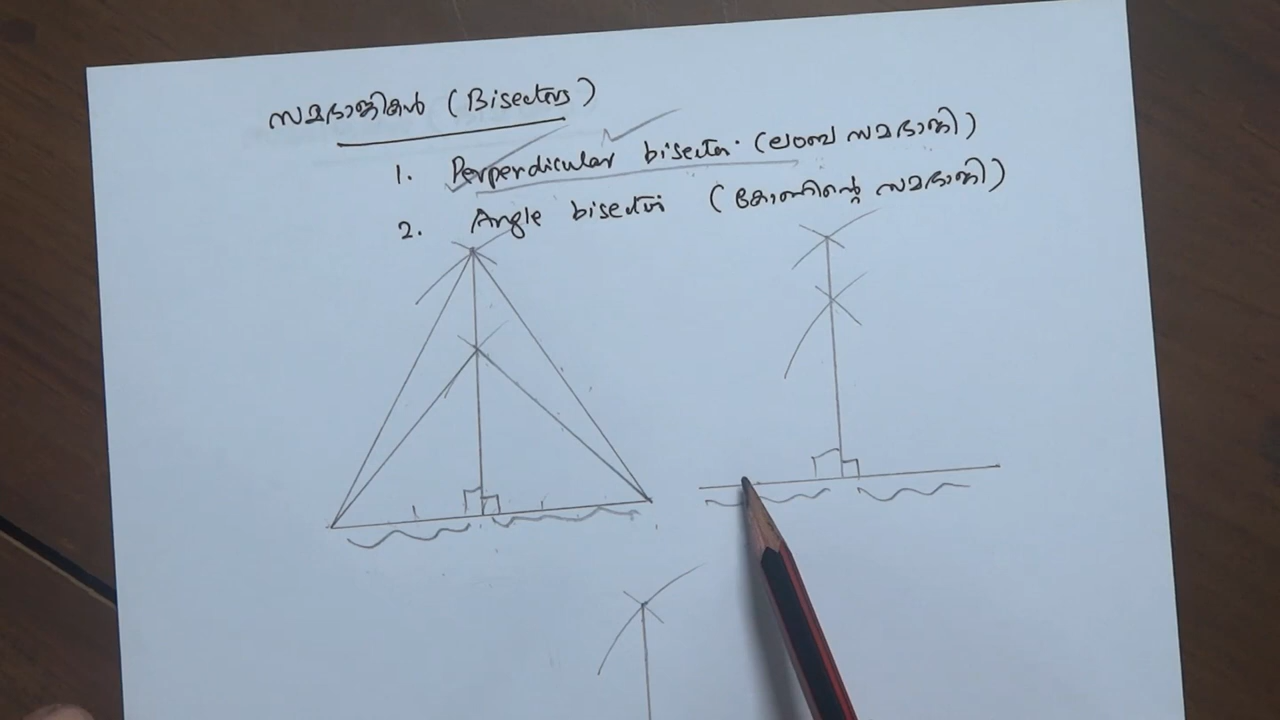 സമഭാജികൾ (Bisectors)
1. Perpendicular bisector. (ലംബ സമഭാജി)
2. Angle bisector (കോണിന്റെ സമഭാജി)